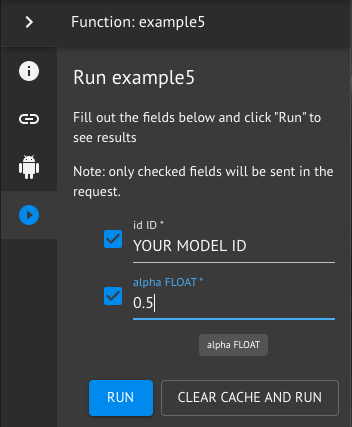 Function: example5
Run example5
Fill out the fields below and click "Run" to
see results
Note: only checked fields will be sent in the
request.
id ID *
YOUR MODEL ID
alpha FLOAT *
0.5
alpha FLOAT
RUN
CLEAR CACHE AND RUN